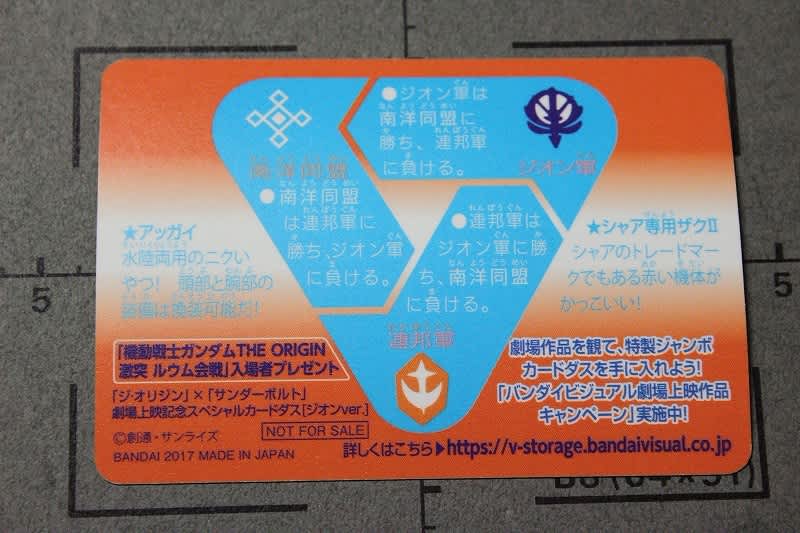 ●ジオン軍は
南洋同盟に
勝ち、連邦軍
に負ける。
ジオン軍
南洋同盟
●南洋同盟
は連邦軍に
勝ち、ジオン軍
に負ける。
●連邦軍は
ジオン軍に勝
ち、南洋同盟
に負ける。
連邦軍
★アッガイ
水陸両用のニクい
やつ! 頭部と腕部の
装備は換装可能だ!
★シャア専用ザクⅡ
シャアのトレードマー
クでもある赤い機体が
かっこいい!
「機動戦士ガンダムTHE ORIGIN
激突 ルウム会戦」入場者プレゼント
「ジ・オリジン」×「サンダーボルト」
劇場上映記念スペシャルカードダス[ジオンver.]
©創通・サンライズ
NOT FOR SALE
BANDAI 2017 MADE IN JAPAN
劇場作品を観て、特製ジャンボ
カードダスを手に入れよう!
「バンダイビジュアル劇場上映作品
キャンペーン」実施中!
詳しくはこちら▶https://v-storage.bandaivisual.co.jp
5
5